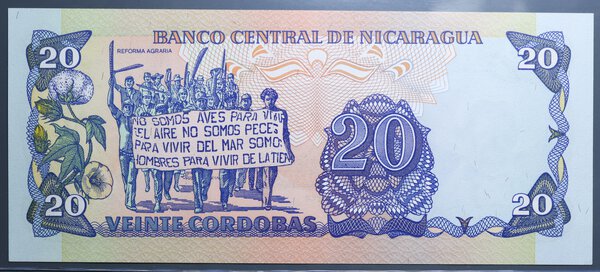 BANCO CENTRAL DE NICARAGUA
20
20
REFORMA AGRARIA
NO SOMOS AVES PARA VIVIR
DEL AIRE NO SOMOS PECES
PARA VIVIR DEL MAR SOMOS
HOMBRES PARA VIVIR DE LA TIERRA
20
20
20
VEINTE CORDOBAS